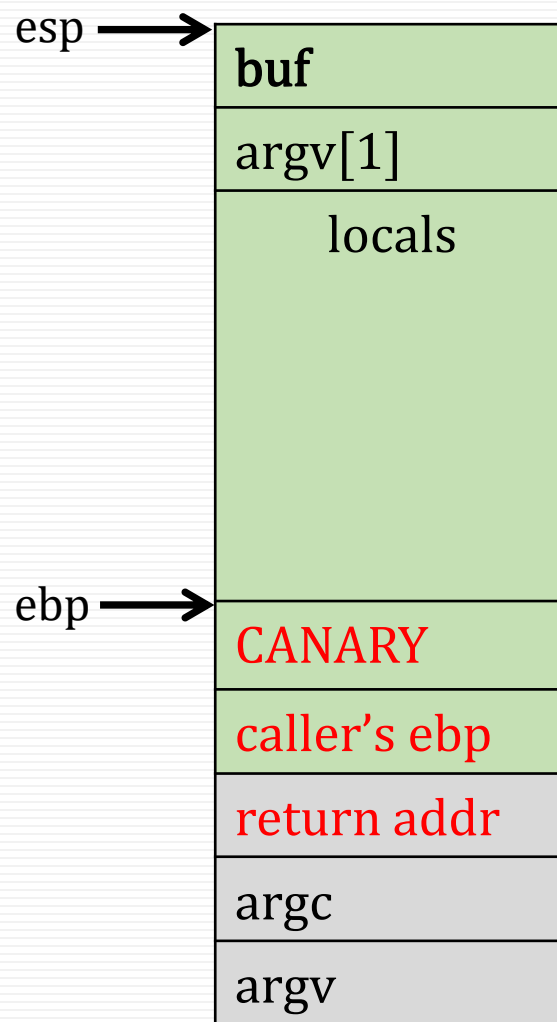 esp
buf
argv[1]
locals
ebp
CANARY
caller’s ebp
return addr
argc
argv